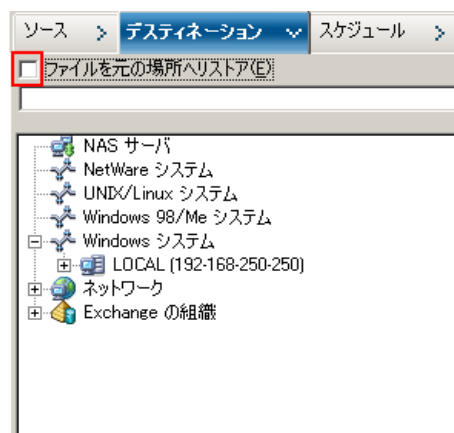 ソース > デスティネーション スケジュール >
ファイルを元の場所へリストア(E)
NAS サーバ
NetWare システム
UNIX/Linux システム
Windows 98/Me システム
Windows システム
LOCAL (192-168-250-250)
ネットワーク
Exchange の組織